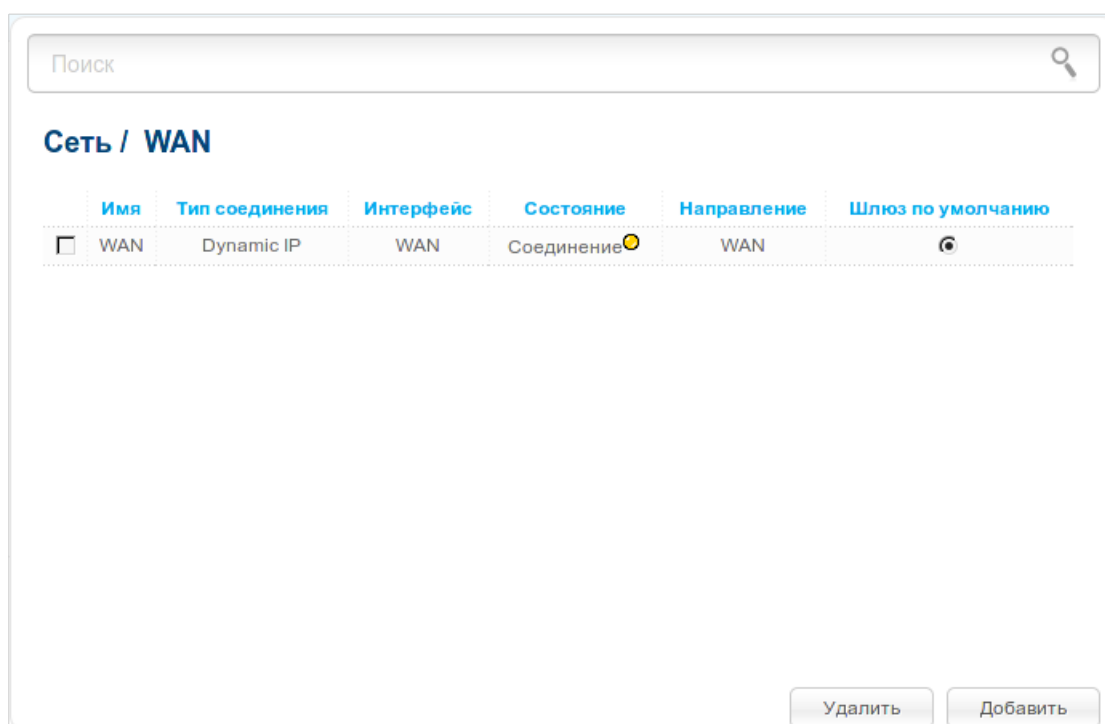 Поиск
Сеть / WAN
Имя Тип соединения Интерфейс Состояние Направление Шлюз по умолчанию
WAN Dynamic IP WAN Соединение WAN
Удалить Добавить